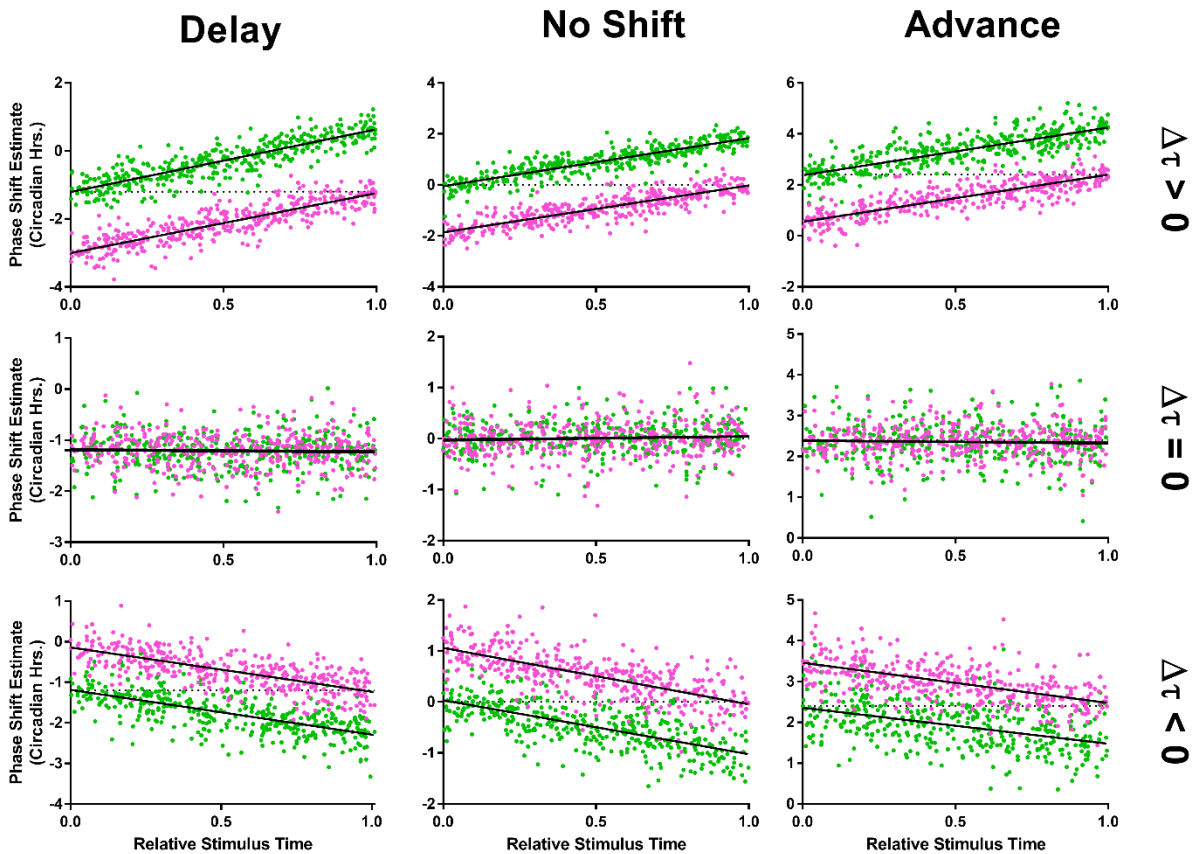 Delay No Shift Advance
Phase Shift Estimate
(Circadian Hrs.)
2
0
-2
-4
0.0 0.5 1.0
4
2
0
-2
-4
0.0 0.5 1.0
6
4
2
0
-2
0.0 0.5 1.0
Δτ > 0
Phase Shift Estimate
(Circadian Hrs.)
1
0
-1
-2
-3
0.0 0.5 1.0
2
1
0
-1
-2
0.0 0.5 1.0
5
4
3
2
1
0
0.0 0.5 1.0
Δτ = 0
Phase Shift Estimate
(Circadian Hrs.)
1
0
-1
-2
-3
-4
0.0 0.5 1.0
Relative Stimulus Time
2
1
0
-1
-2
0.0 0.5 1.0
Relative Stimulus Time
5
4
3
2
1
0
0.0 0.5 1.0
Relative Stimulus Time
Δτ < 0